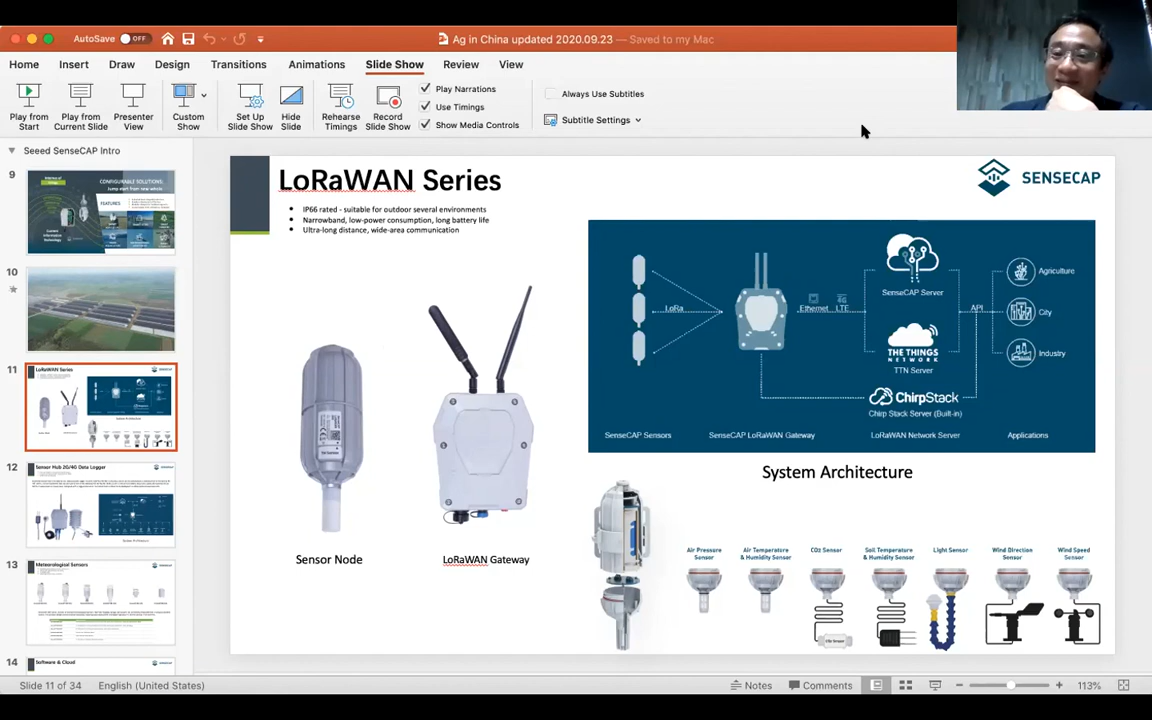 AutoSave OFF
Ag in China updated 2020.09.23 — Saved to my Mac
Home Insert Draw Design Transitions Animations Slide Show Review View
Play from Start
Play from Current Slide
Presenter View
Custom Show
Set Up Slide Show
Hide Slide
Rehearse Timings
Record Slide Show
Play Narrations
Use Timings
Show Media Controls
Always Use Subtitles
Subtitle Settings
Seeed SenseCAP Intro
9
CONFIGURABLE SOLUTIONS:
FEATURES
10
11
LoRaWAN Series
12
Sensor Hub 2G/4G Data Logger
13
Meteorological Sensors
14
Software & Cloud
LoRaWAN Series
SENSECAP
• IP66 rated - suitable for outdoor several environments
• Narrowband, low-power consumption, long battery life
• Ultra-long distance, wide-area communication
LoRa
Ethernet
4G
LTE
SenseCAP Server
THE THINGS
NETWORK
TTN Server
ChirpStack
Chirp Stack Server (Built-in)
API
Agriculture
City
Industry
SenseCAP Sensors
SenseCAP LoRaWAN Gateway
LoRaWAN Network Server
Applications
System Architecture
Sensor Node
LoRaWAN Gateway
Air Pressure
Sensor
Air Temperature
& Humidity Sensor
CO2 Sensor
Soil Temperature
& Humidity Sensor
Light Sensor
Wind Direction
Sensor
Wind Speed
Sensor
Slide 11 of 34
English (United States)
Notes
Comments
113%